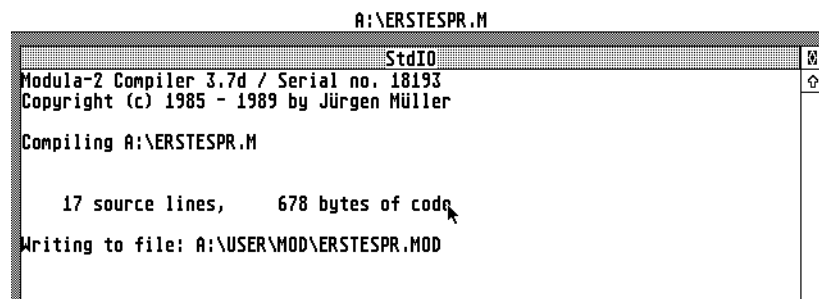 A:\ERSTESPR.M
StdIO
Modula-2 Compiler 3.7d / Serial no. 18193
Copyright (c) 1985 - 1989 by Jürgen Müller
Compiling A:\ERSTESPR.M
17 source lines, 678 bytes of code
Writing to file: A:\USER\MOD\ERSTESPR.MOD